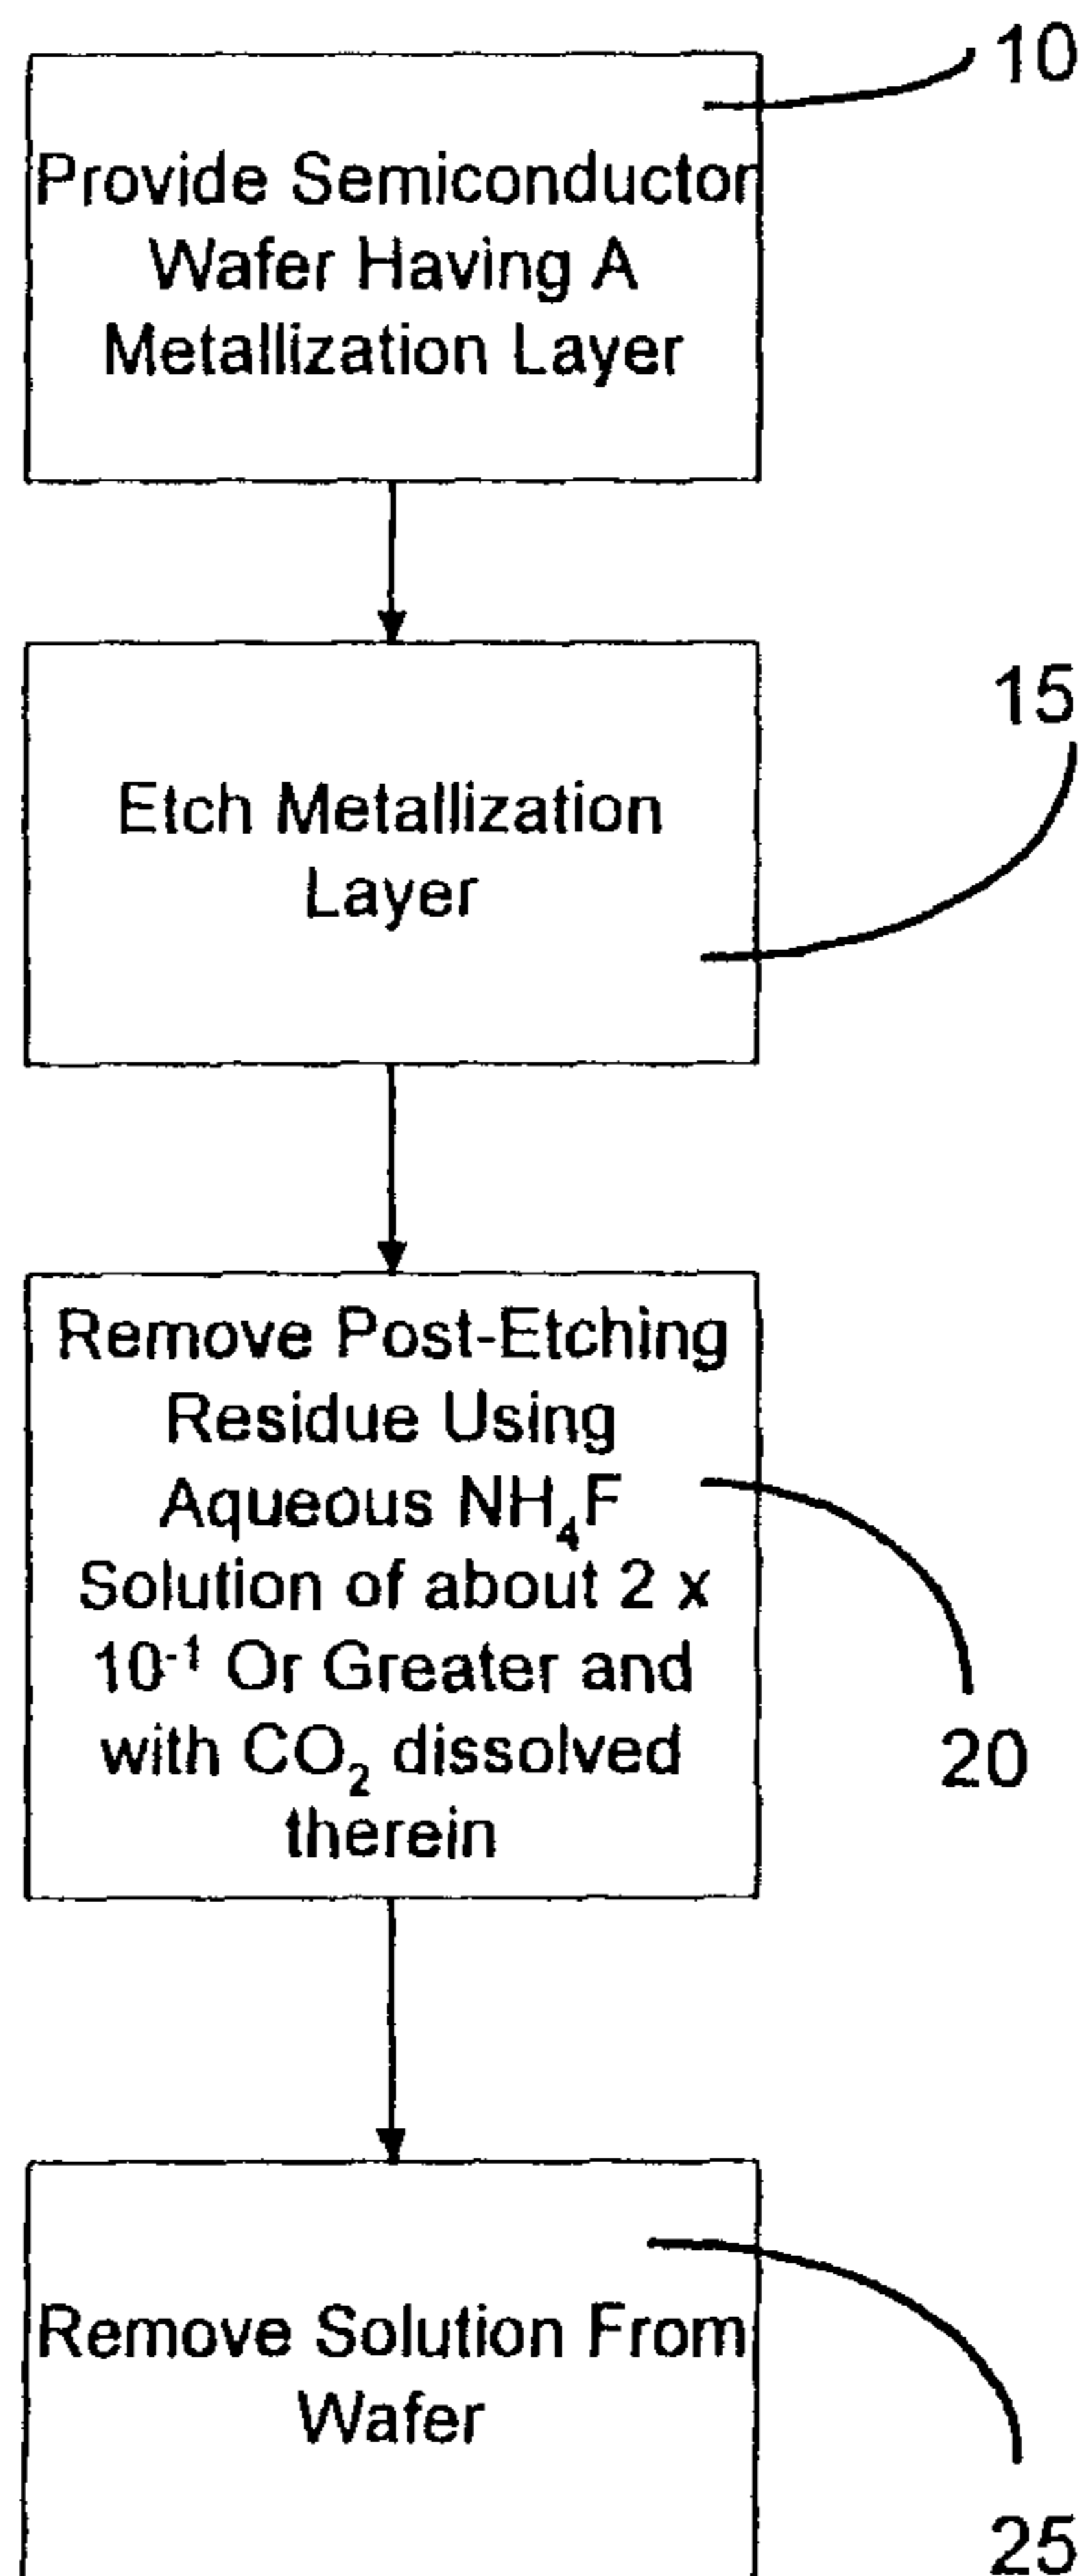 10
Provide Semiconductor
Wafer Having A
Metallization Layer
15
Etch Metallization
Layer
Remove Post-Etching
Residue Using
Aqueous NH₄F
Solution of about 2 x
10⁻¹ Or Greater and
with CO₂ dissolved
therein
20
Remove Solution From
Wafer
25